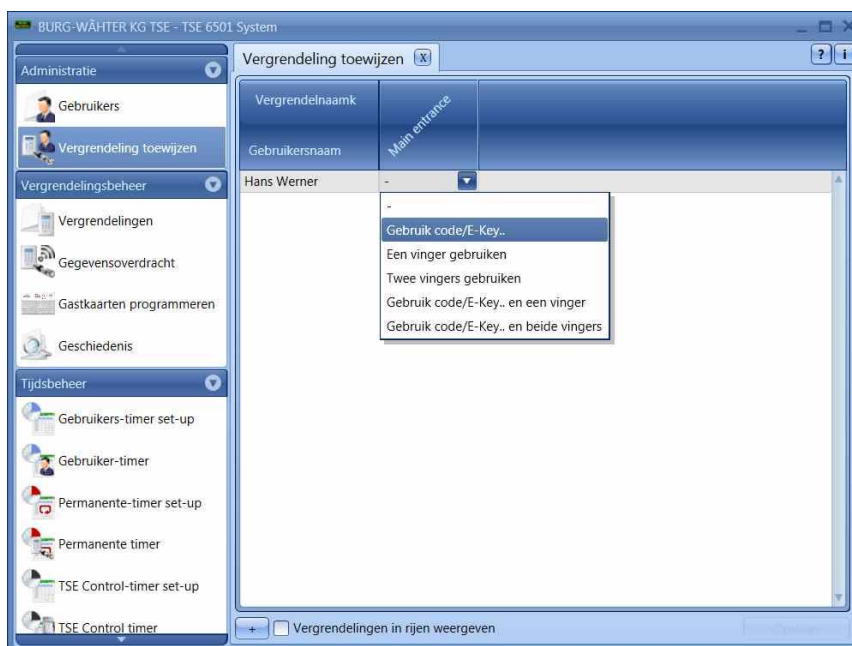 BURG-WÄHTER KG TSE - TSE 6501 System
Administratie
Gebruikers
Vergrendeling toewijzen
Vergrendelingsbeheer
Vergrendelingen
Gegevensoverdracht
Gastkaarten programmeren
Geschiedenis
Tijdsbeheer
Gebruikers-timer set-up
Gebruiker-timer
Permanente-timer set-up
Permanente timer
TSE Control-timer set-up
TSE Control timer
Vergrendeling toewijzen X
? i
Vergrendelnaamk
Main entrance
Gebruikersnaam
Hans Werner -
-
Gebruik code/E-Key..
Een vinger gebruiken
Twee vingers gebruiken
Gebruik code/E-Key.. en een vinger
Gebruik code/E-Key.. en beide vingers
+ Vergrendelingen in rijen weergeven